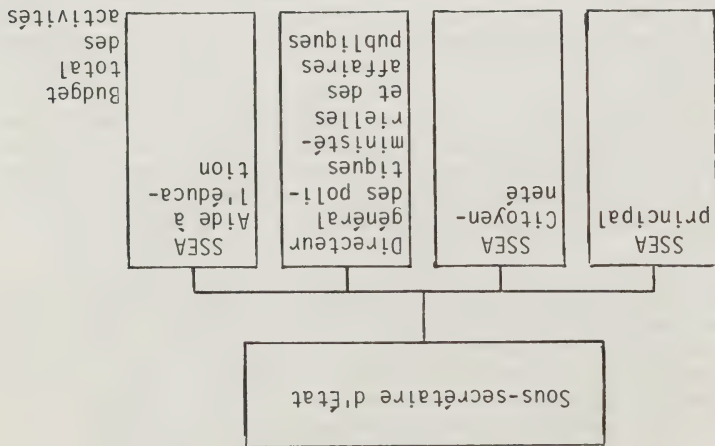 Sous-secrétaire d'État
SSEA
principal
SSEA
Citoyen-
neté
Directeur
général
des poli-
tiques
ministé-
rielles
et des
affaires
publiques
SSEA
Aide à
l'éduca-
tion
Budget
total
des
activités